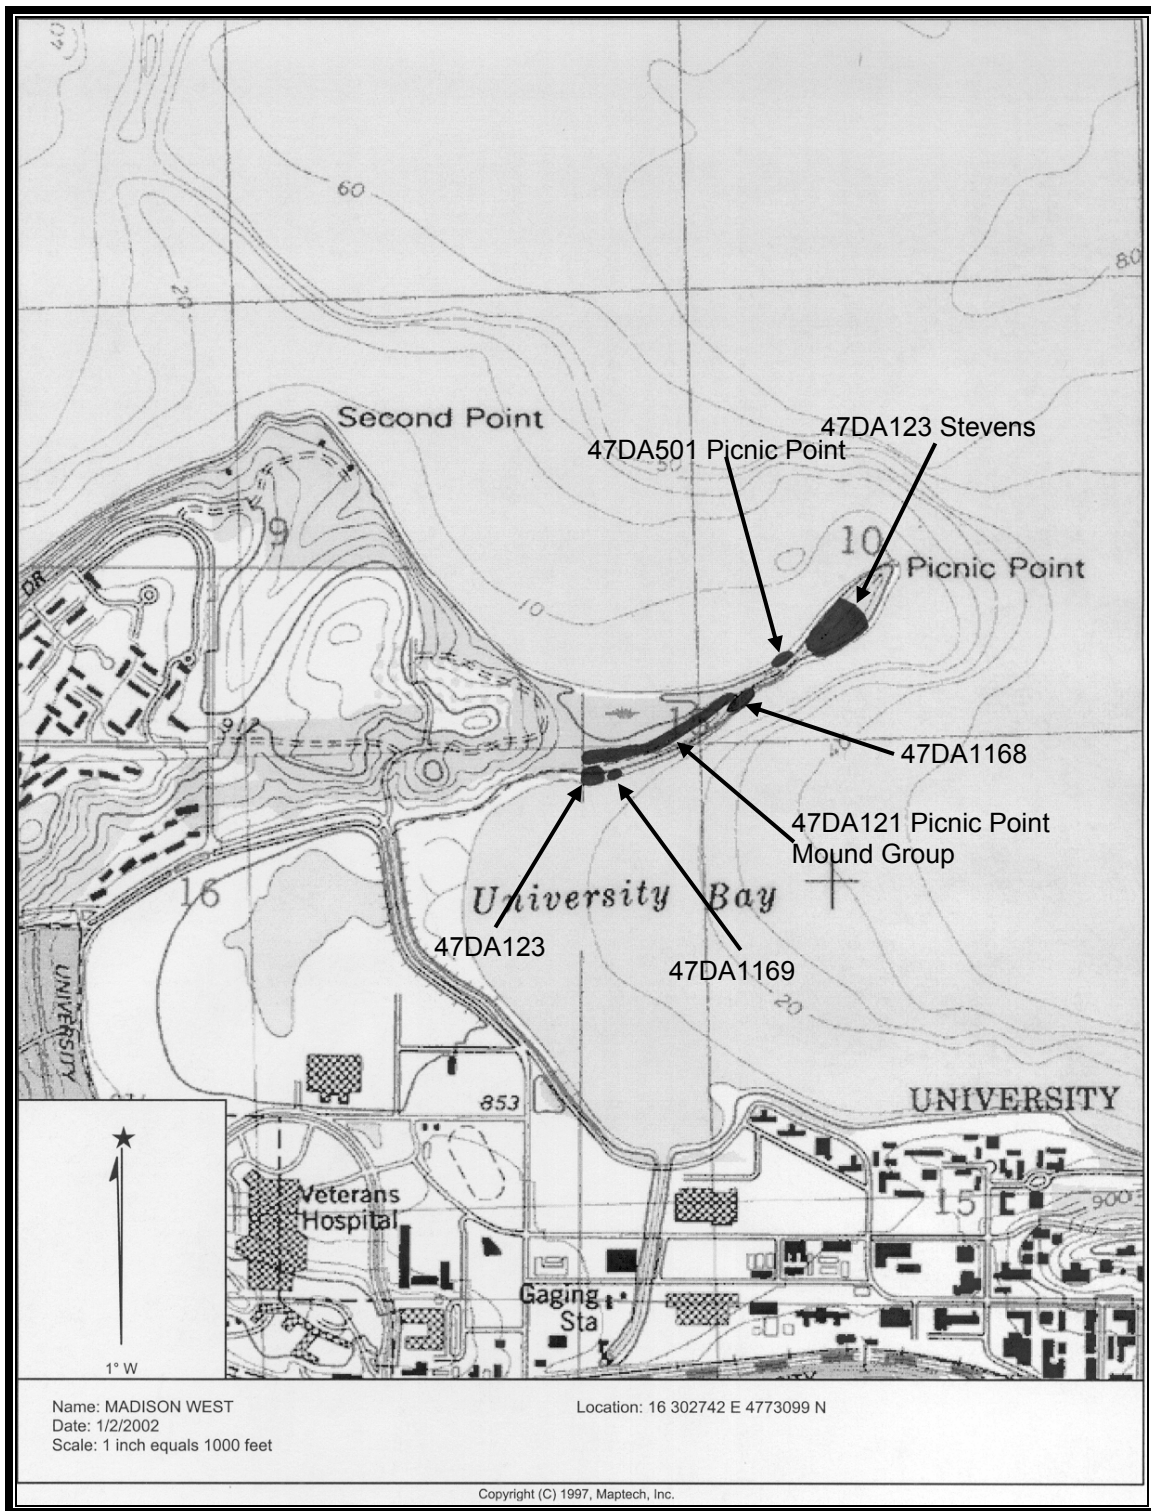 40
60
80
20
Second Point
47DA123 Stevens
47DA501 Picnic Point
50
9
10
Picnic Point
DR
10
912
47DA1168
47DA121 Picnic Point
Mound Group
16
University Bay
47DA123
47DA1169
20
UNIVERSITY
853
UNIVERSITY
Veterans
Hospital
15
900
Gaging
Sta
1° W
Name: MADISON WEST
Date: 1/2/2002
Scale: 1 inch equals 1000 feet
Location: 16 302742 E 4773099 N
Copyright (C) 1997, Maptech, Inc.